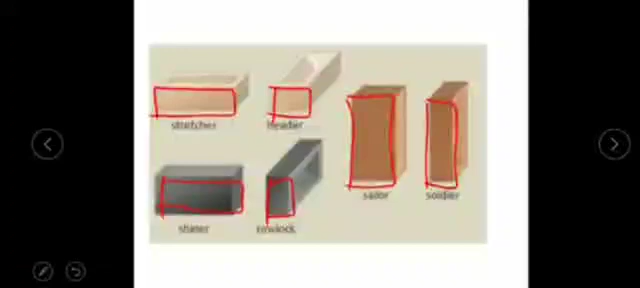 stretcher
header
sailor
soldier
shiner
rowlock